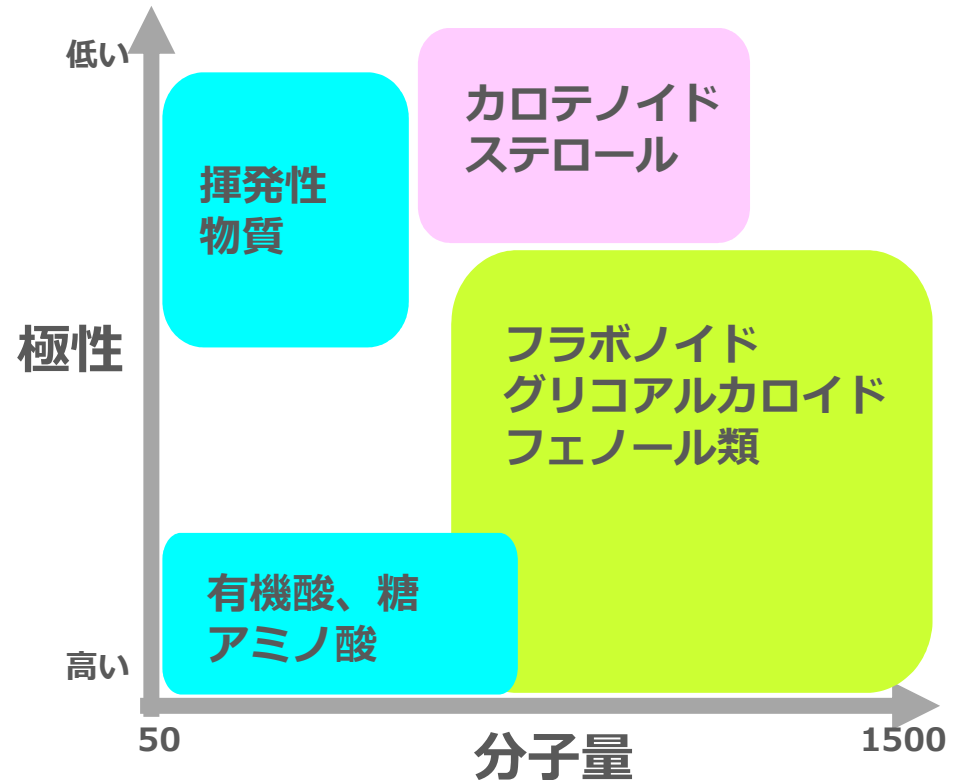 低い
カロテノイド
ステロール
揮発性
物質
極性
フラボノイド
グリコアルカロイド
フェノール類
有機酸、糖
アミノ酸
高い
50
分子量
1500